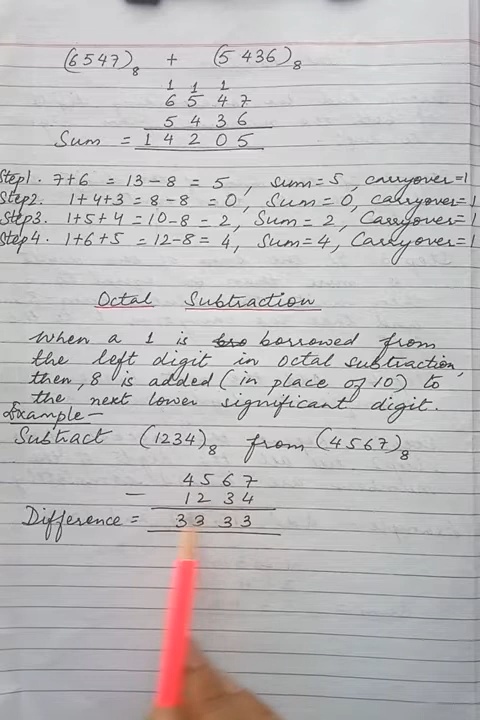 (6547)₈ + (5436)₈
1 1 1
6 5 4 7
5 4 3 6
Sum = 1 4 2 0 5
Step1. 7+6 = 13-8 = 5, sum=5, carryover=1
Step2. 1+4+3 = 8-8 = 0, Sum=0, carryover=1
Step3. 1+5+4 = 10-8 = 2, Sum=2, Carryover=1
Step4. 1+6+5 = 12-8 = 4, Sum=4, Carryover=1
Octal Subtraction
When a 1 is borrowed from
the left digit in octal subtraction,
then, 8 is added (in place of 10) to
the next lower significant digit.
Example-
Subtract (1234)₈ from (4567)₈
4 5 6 7
- 1 2 3 4
Difference = 3 3 3 3